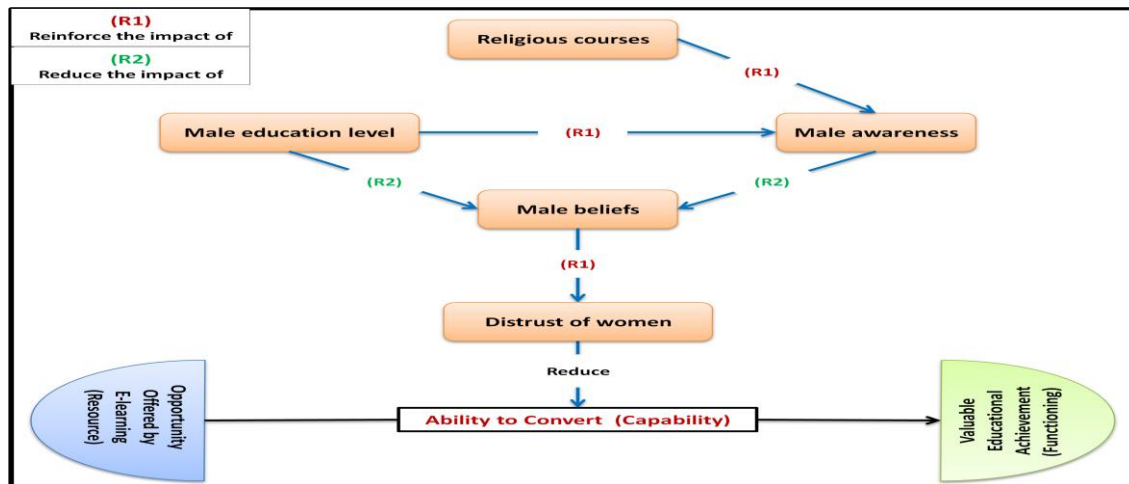 (R1)
Reinforce the impact of
(R2)
Reduce the impact of
Religious courses
(R1)
Male education level
(R1)
Male awareness
(R2)
(R2)
Male beliefs
(R1)
Distrust of women
Reduce
Opportunity
Offered by
E-learning
(Resource)
Ability to Convert (Capability)
Valuable
Educational
Achievement
(Functioning)